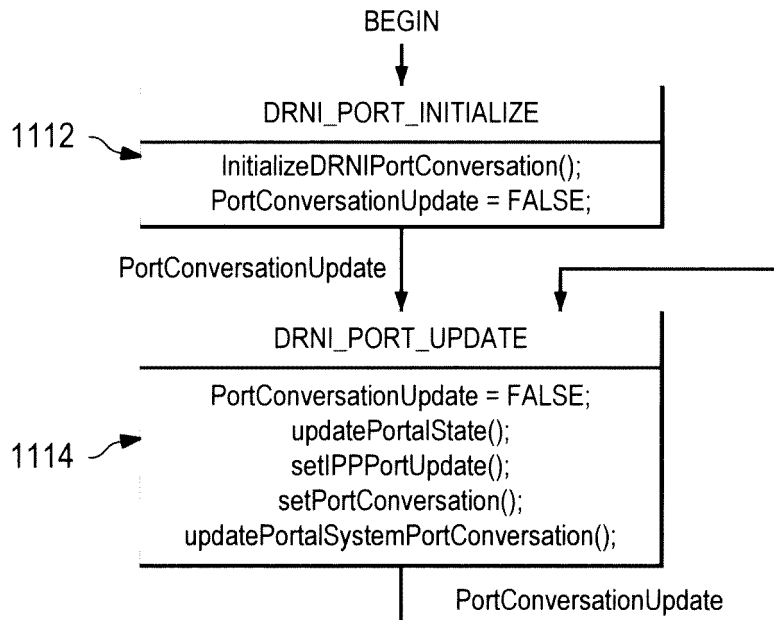 BEGIN
DRNI_PORT_INITIALIZE
1112
InitializeDRNIPortConversation();
PortConversationUpdate = FALSE;
PortConversationUpdate
DRNI_PORT_UPDATE
PortConversationUpdate = FALSE;
updatePortalState();
1114
setIPPPortUpdate();
setPortConversation();
updatePortalSystemPortConversation();
PortConversationUpdate